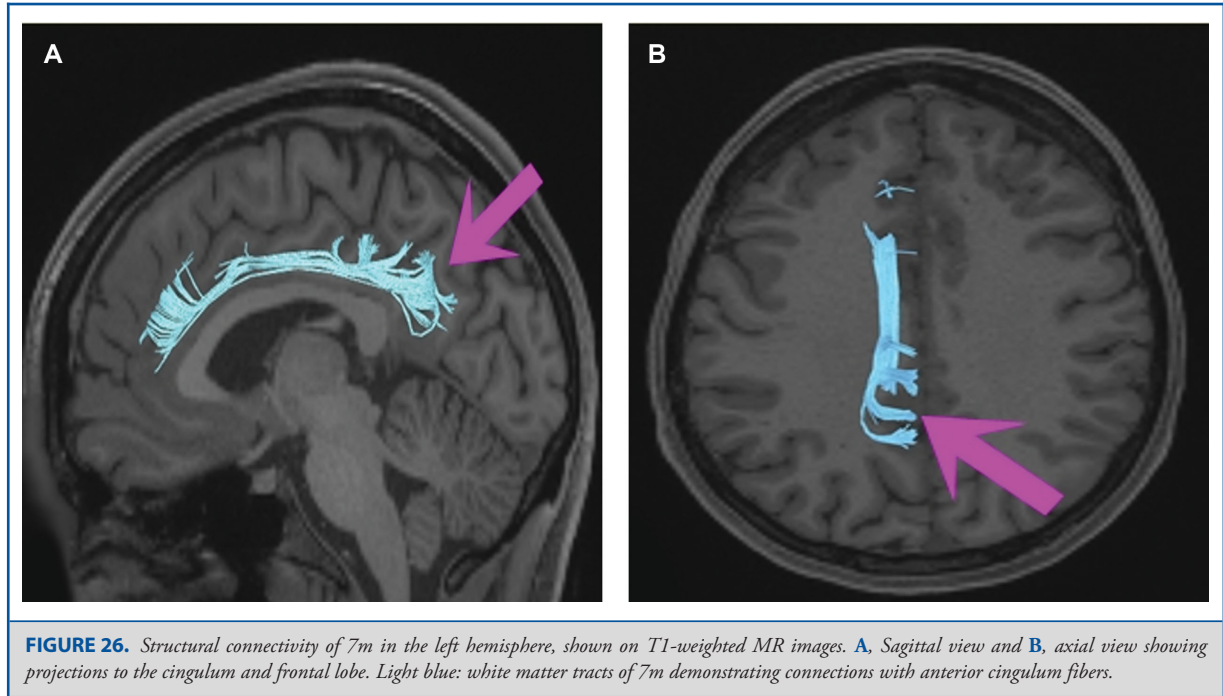 A
B
FIGURE 26. Structural connectivity of 7m in the left hemisphere, shown on T1-weighted MR images. A, Sagittal view and B, axial view showing
projections to the cingulum and frontal lobe. Light blue: white matter tracts of 7m demonstrating connections with anterior cingulum fibers.